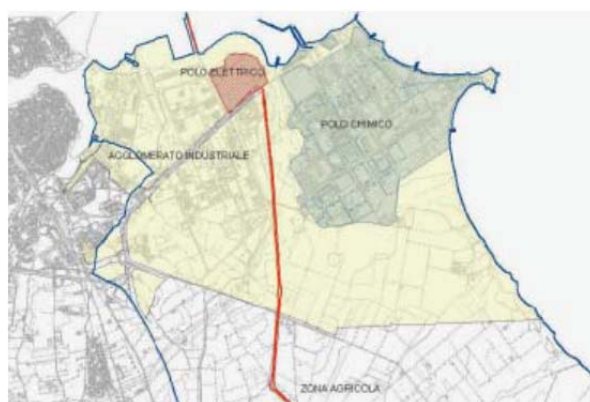 POLO ELETTRICO
POLO CHIMICO
AGGLOMERATO INDUSTRIALE
ZONA AGRICOLA